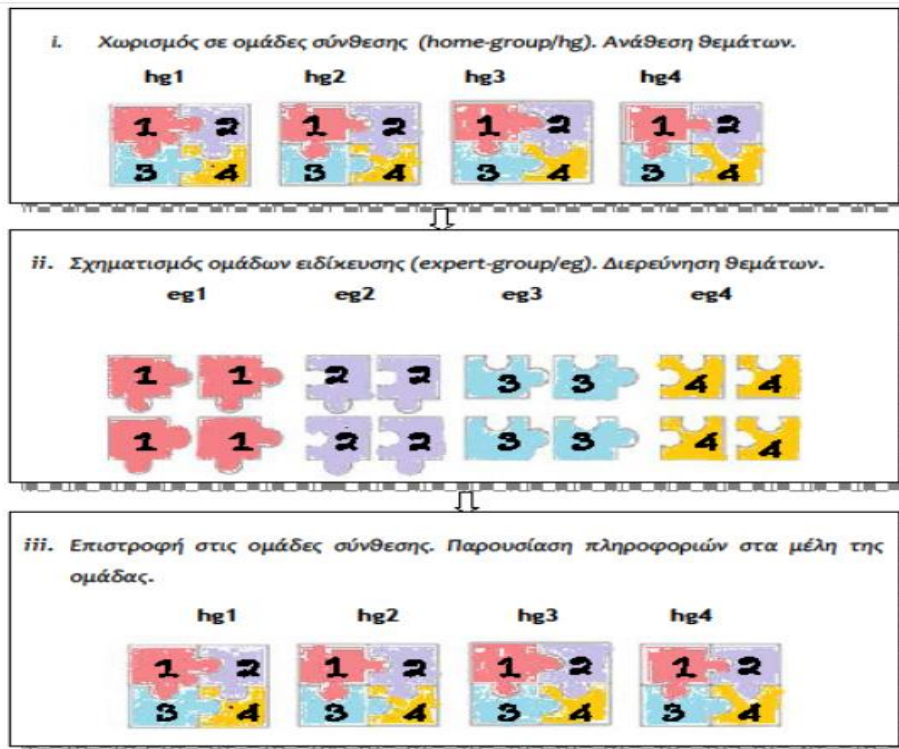 i. Χωρισμός σε ομάδες σύνθεσης (home-group/hg). Ανάθεση θεμάτων.
hg1 hg2 hg3 hg4
1 2 1 2 1 2 1 2
3 4 3 4 3 4 3 4
ii. Σχηματισμός ομάδων ειδίκευσης (expert-group/eg). Διερεύνηση θεμάτων.
eg1 eg2 eg3 eg4
1 1 2 2 3 3 4 4
1 1 2 2 3 3 4 4
iii. Επιστροφή στις ομάδες σύνθεσης. Παρουσίαση πληροφοριών στα μέλη της
ομάδας.
hg1 hg2 hg3 hg4
1 2 1 2 1 2 1 2
3 4 3 4 3 4 3 4